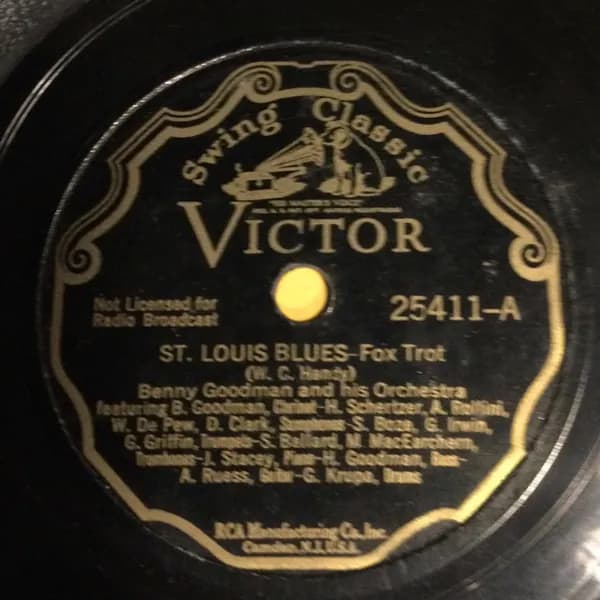 Swing Classic
"HIS MASTER'S VOICE"
VICTOR
Not Licensed for
Radio Broadcast
25411-A
ST. LOUIS BLUES-Fox Trot
(W. C. Handy)
Benny Goodman and his Orchestra
featuring B. Goodman, Clarinet-H. Schertzer, A. Rollini,
W. De Pew, D. Clark, Saxophones-S. Boza, G. Irwin,
G. Griffin, Trumpets-S. Ballard, M. MacEarchern,
Trombones-J. Stacey, Piano-H. Goodman, Bass-
A. Ruess, Guitar-G. Krupa, Drums
RCA Manufacturing Co., Inc.
Camden, N.J. U.S.A.